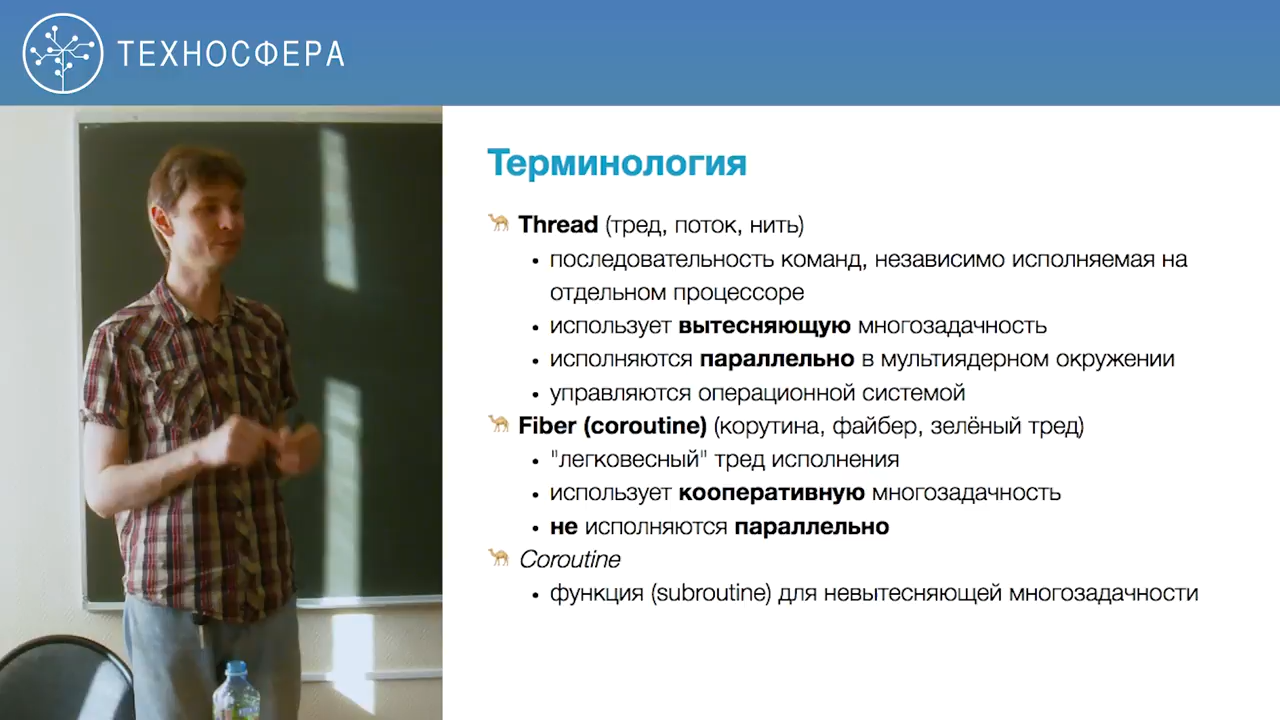 ТЕХНОСФЕРА
Терминология
Thread (тред, поток, нить)
• последовательность команд, независимо исполняемая на
отдельном процессоре
• использует вытесняющую многозадачность
• исполняются параллельно в мультиядерном окружении
• управляются операционной системой
Fiber (coroutine) (корутина, файбер, зелёный тред)
• "легковесный" тред исполнения
• использует кооперативную многозадачность
• не исполняются параллельно
Coroutine
• функция (subroutine) для невытесняющей многозадачности